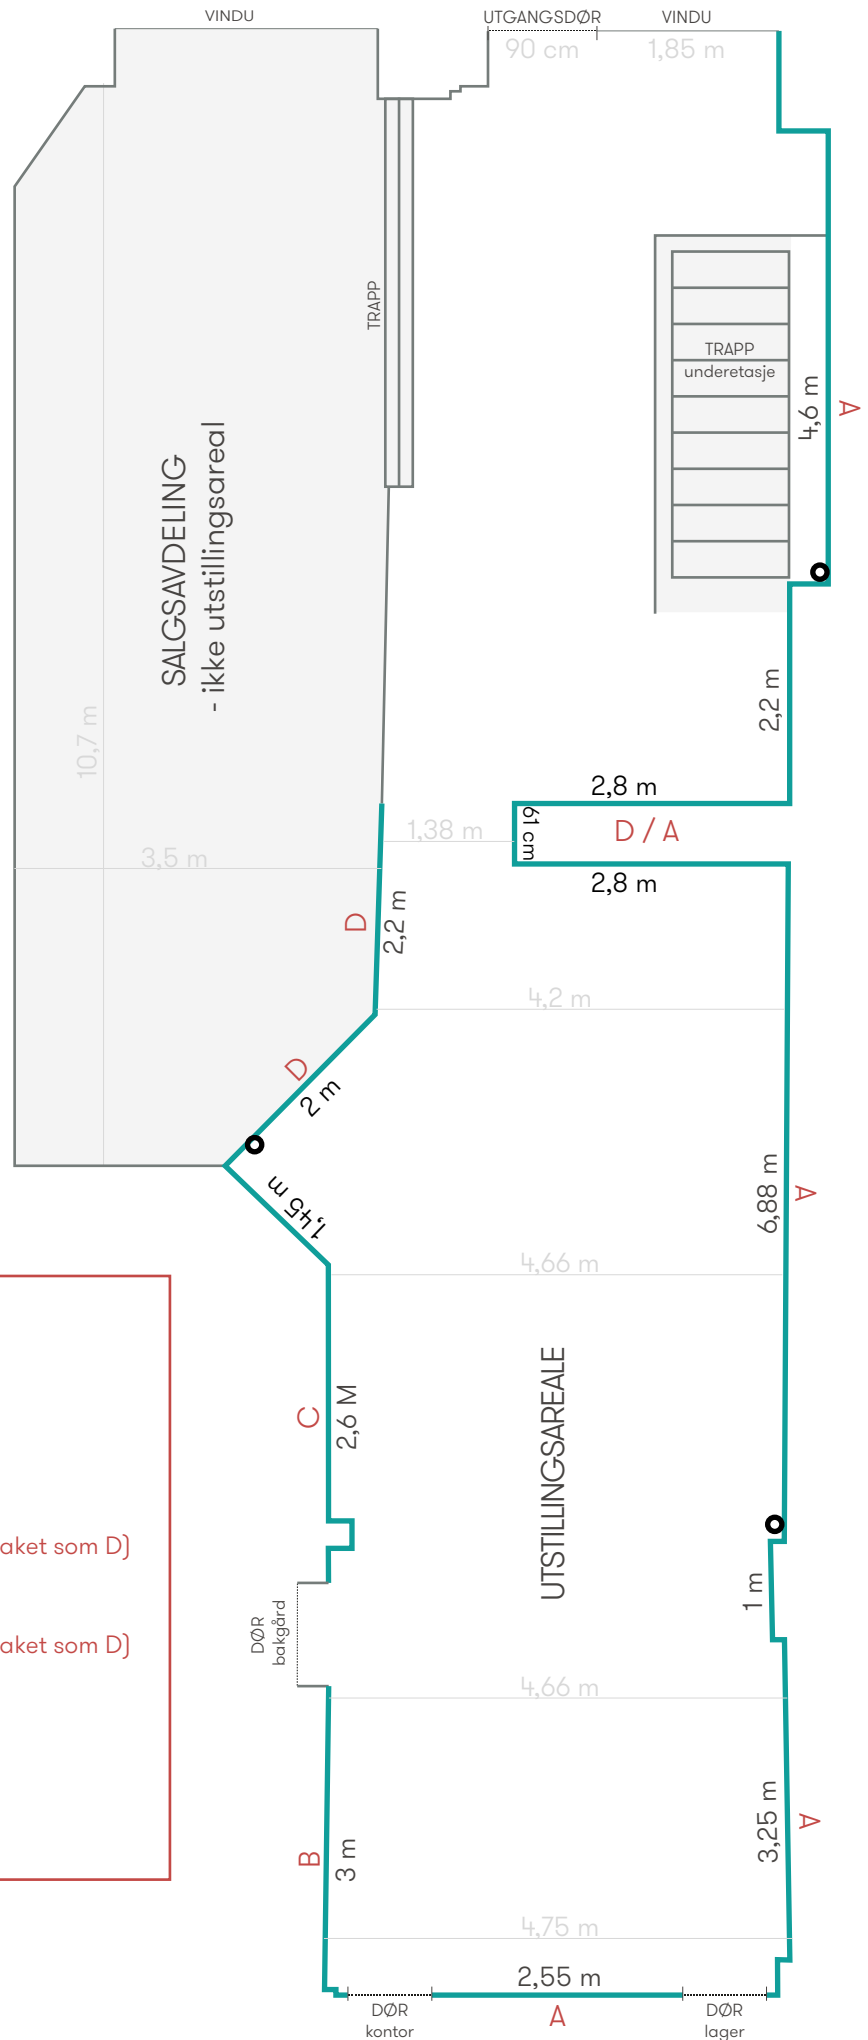 VINDU
UTGANGSDØR
VINDU
90 cm
1,85 m
TRAPP
TRAPP
underetasje
4,6 m
A
SALGSAVDELING
- ikke utstillingsareal
10,7 m
3,5 m
2,2 m
2,8 m
61 cm
D / A
1,38 m
2,8 m
D
2,2 m
4,2 m
D
2 m
1,45 m
6,88 m
A
4,66 m
C
2,6 M
UTSTILLINGSAREALE
aket som D)
1 m
DØR
bakgård
aket som D)
4,66 m
3,25 m
A
B
3 m
4,75 m
2,55 m
A
DØR
kontor
DØR
lager